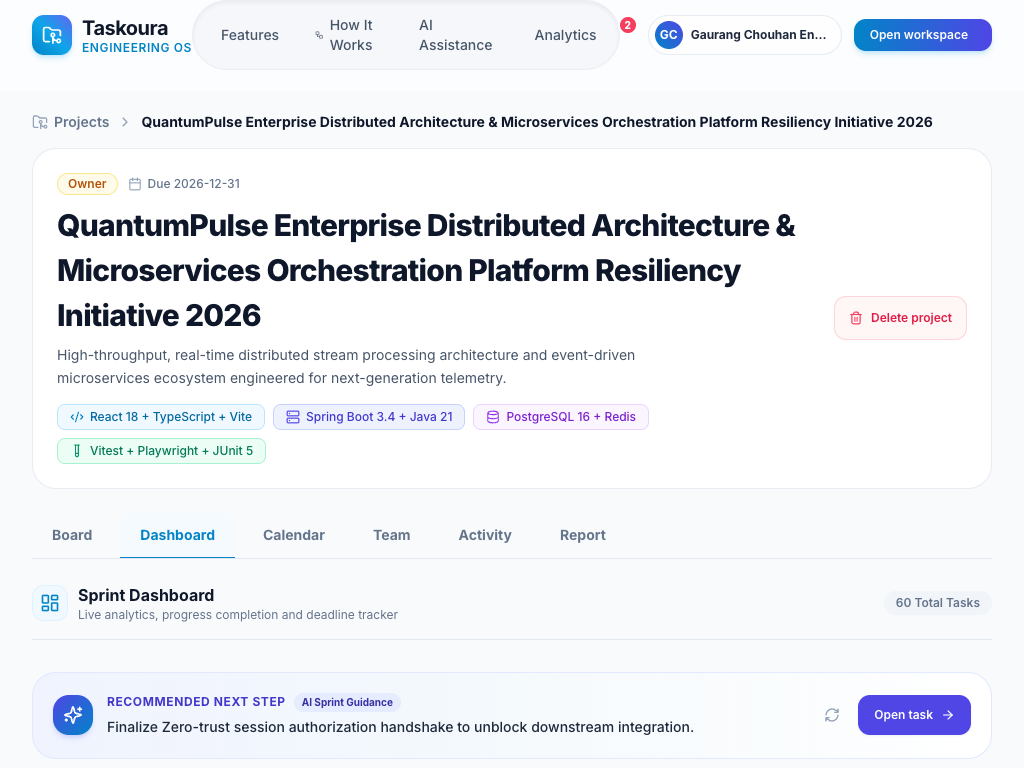 Taskoura
ENGINEERING OS
Features
How It Works
AI Assistance
Analytics
2
GC
Gaurang Chouhan En...
Open workspace
Projects
QuantumPulse Enterprise Distributed Architecture & Microservices Orchestration Platform Resiliency Initiative 2026
Owner
Due 2026-12-31
QuantumPulse Enterprise Distributed Architecture &
Microservices Orchestration Platform Resiliency
Initiative 2026
High-throughput, real-time distributed stream processing architecture and event-driven
microservices ecosystem engineered for next-generation telemetry.
Delete project
React 18 + TypeScript + Vite
Spring Boot 3.4 + Java 21
PostgreSQL 16 + Redis
Vitest + Playwright + JUnit 5
Board
Dashboard
Calendar
Team
Activity
Report
Sprint Dashboard
Live analytics, progress completion and deadline tracker
60 Total Tasks
RECOMMENDED NEXT STEP
AI Sprint Guidance
Finalize Zero-trust session authorization handshake to unblock downstream integration.
Open task